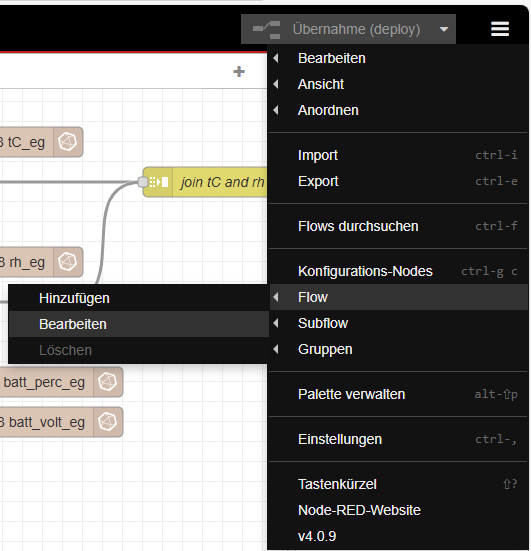 Übernahme (deploy)
+
Bearbeiten
Ansicht
Anordnen
3 tC_eg
Import ctrl-i
join tC and rh
Export ctrl-e
Flows durchsuchen ctrl-f
8 rh_eg
Konfigurations-Nodes ctrl-g c
Hinzufügen
Flow
Bearbeiten
Subflow
Löschen
Gruppen
batt_perc_eg
Palette verwalten alt-⇧p
8 batt_volt_eg
Einstellungen ctrl-,
Tastenkürzel ⇧?
Node-RED-Website
v4.0.9